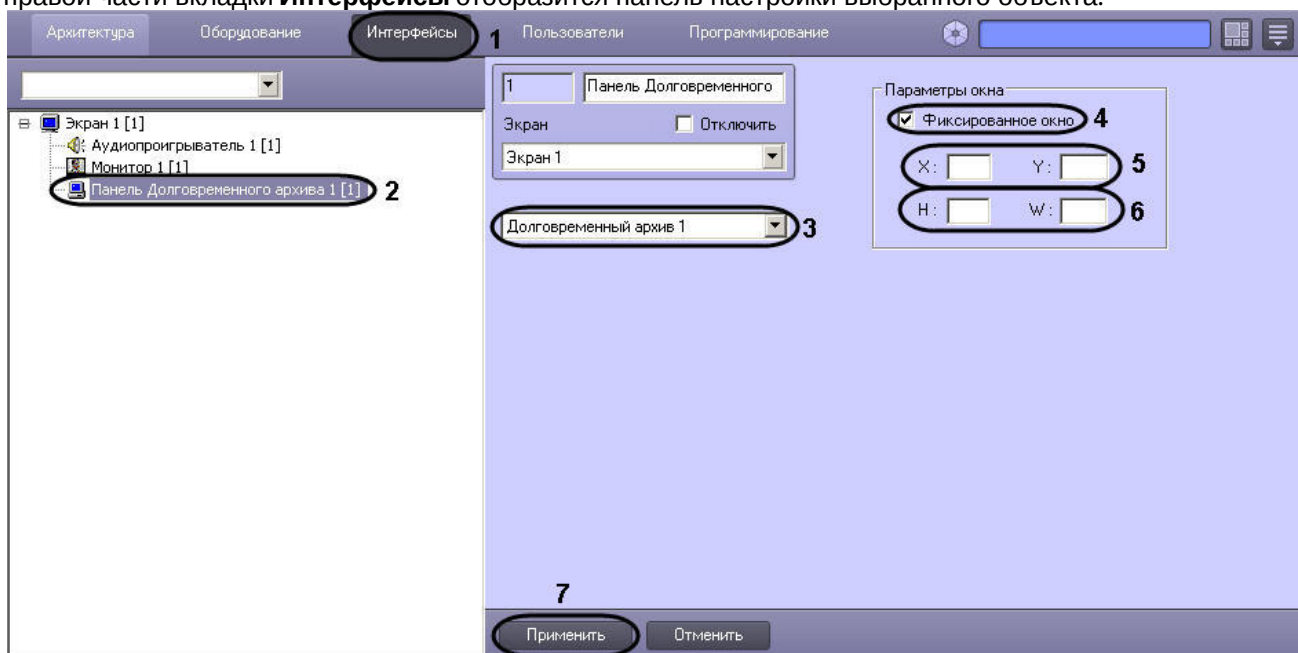 правой части вкладки Интерфейсы отобразится панель настройки выбранного объекта.
Архитектура Оборудование Интерфейсы 1 Пользователи Программирование
1 Панель Долговременного
Параметры окна
Экран 1 [1]
Экран Отключить
Фиксированное окно 4
Аудиопроигрыватель 1 [1]
Монитор 1 [1]
Экран 1
X: Y: 5
Панель Долговременного архива 1 [1] 2
H: W: 6
Долговременный архив 1 3
7
Применить Отменить